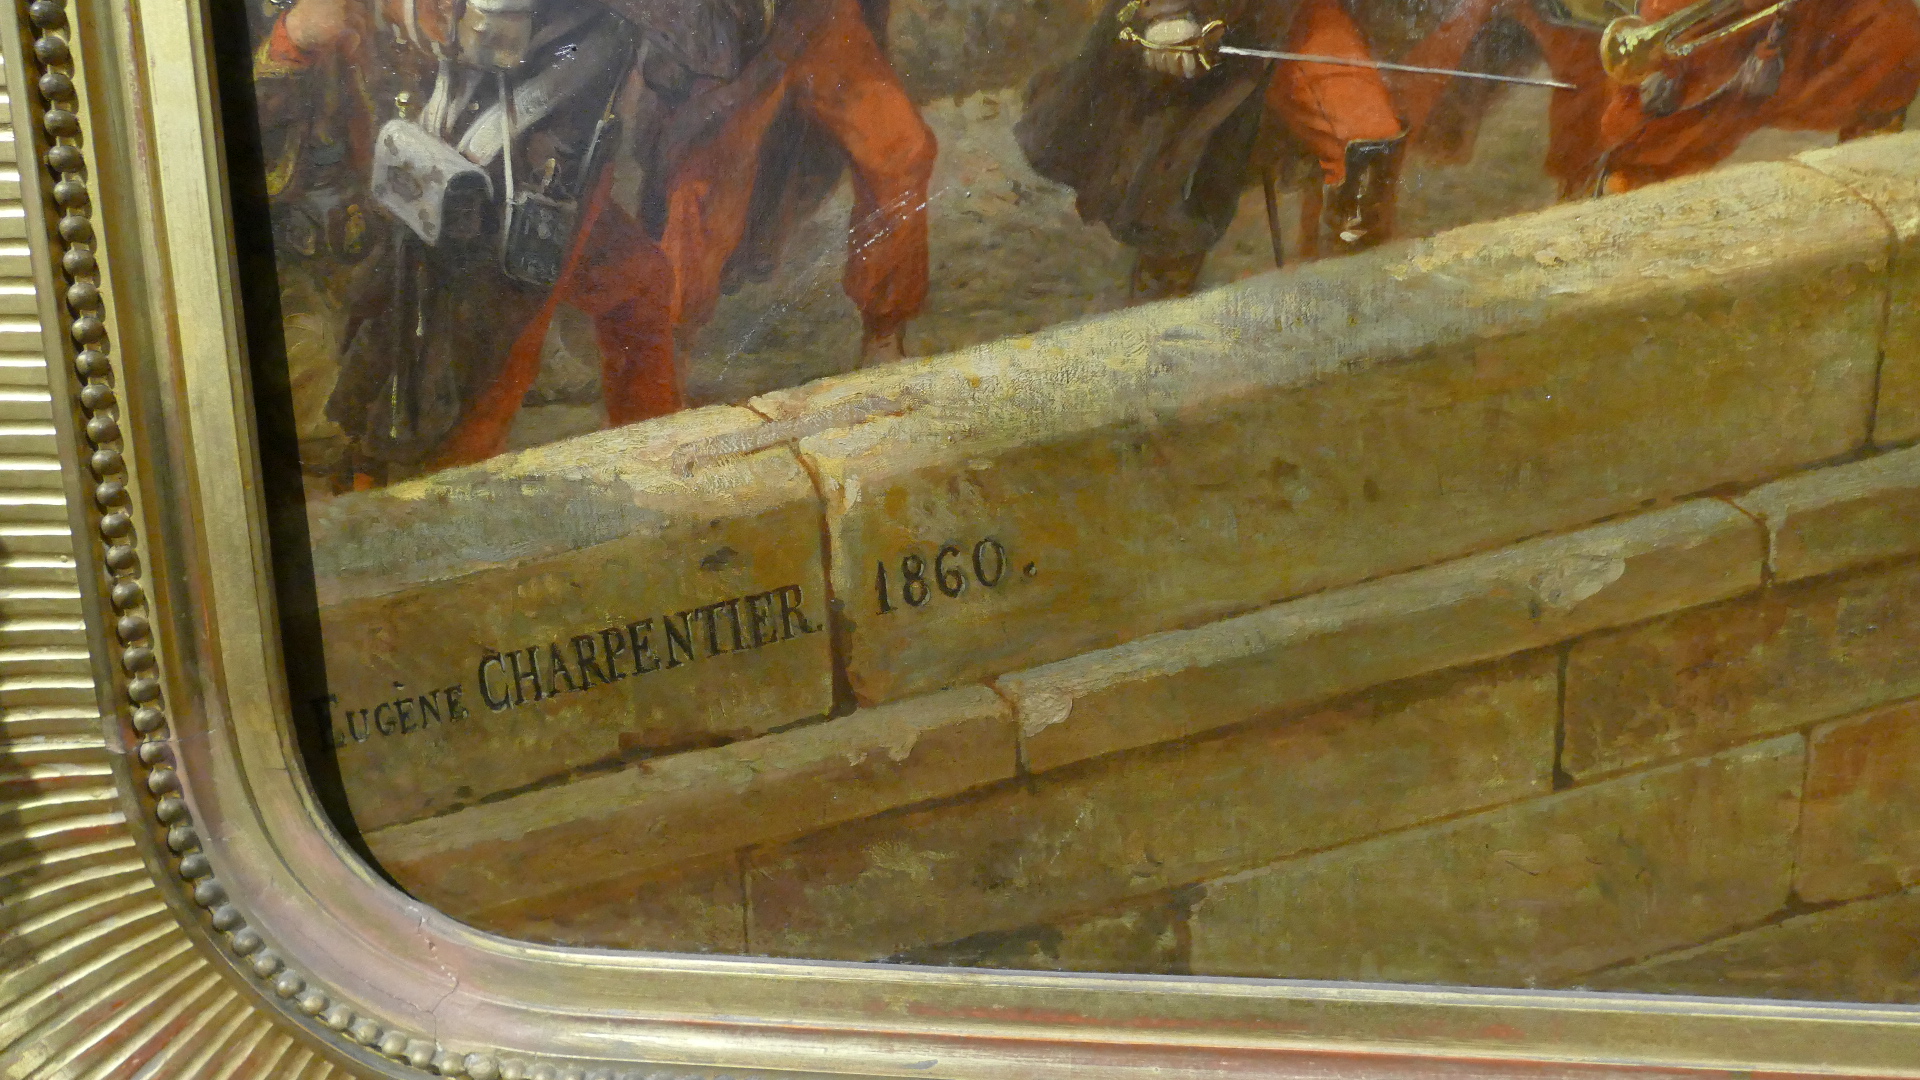 EUGÈNE CHARPENTIER. 1860.